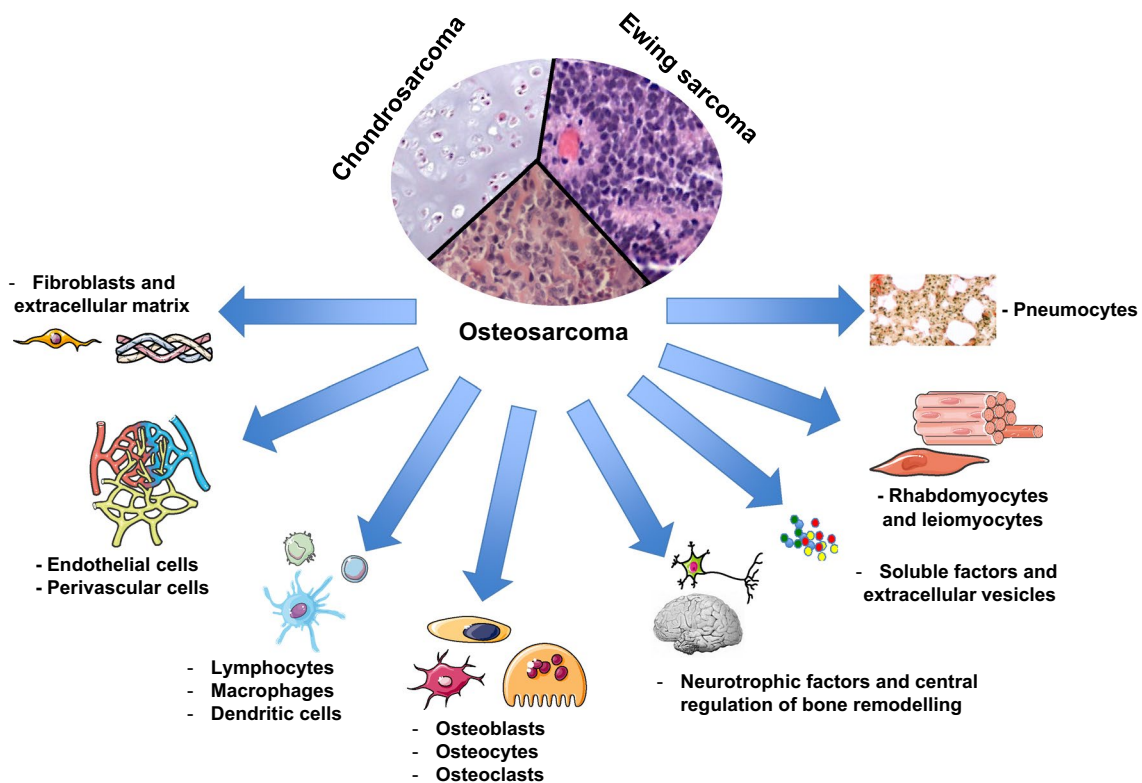 Chondrosarcoma
Ewing sarcoma
Osteosarcoma
- Fibroblasts and
extracellular matrix
- Endothelial cells
- Perivascular cells
- Lymphocytes
- Macrophages
- Dendritic cells
- Osteoblasts
- Osteocytes
- Osteoclasts
- Neurotrophic factors and central
regulation of bone remodelling
- Soluble factors and
extracellular vesicles
- Rhabdomyocytes
and leiomyocytes
- Pneumocytes